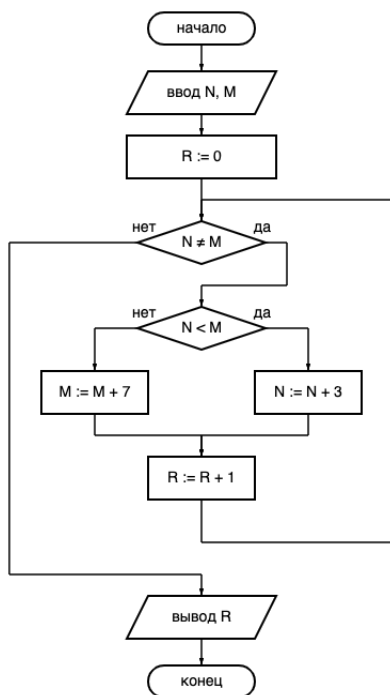 начало
ввод N, M
R := 0
нет
да
N ≠ M
нет
да
N < M
M := M + 7
N := N + 3
R := R + 1
вывод R
конец